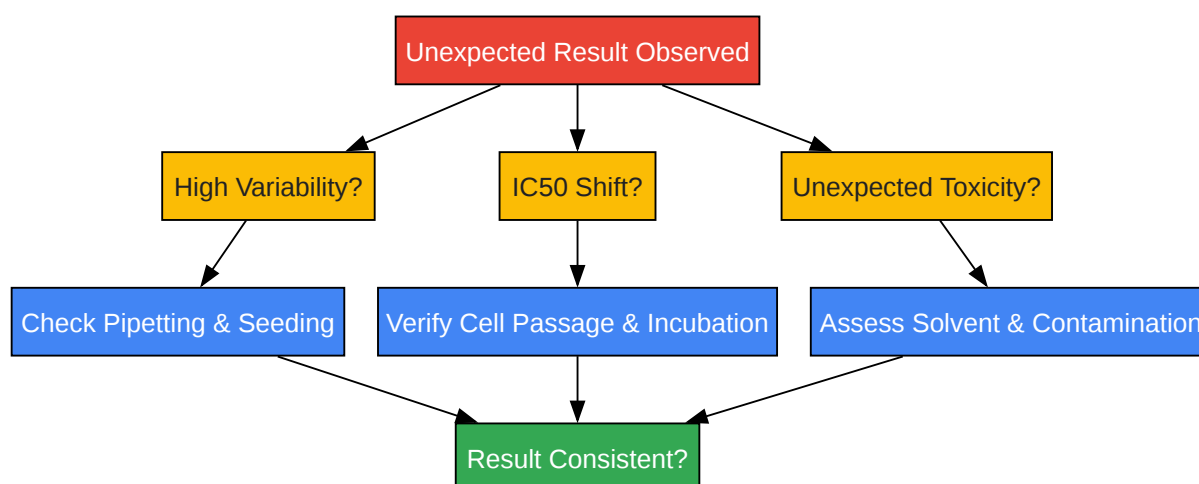 Unexpected Result Observed
High Variability?
IC50 Shift?
Unexpected Toxicity?
Check Pipetting & Seeding
Verify Cell Passage & Incubation
Assess Solvent & Contamination
Result Consistent?